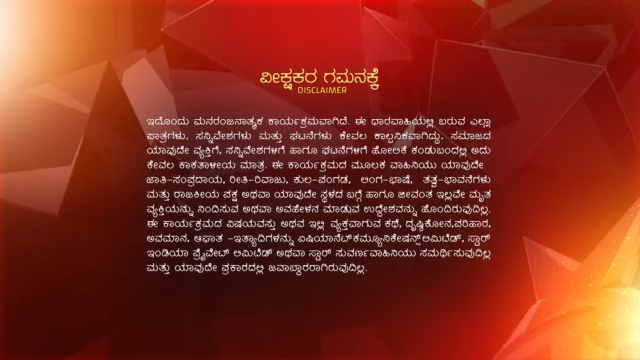 ವೀಕ್ಷಕರ ಗಮನಕ್ಕೆ
DISCLAIMER
ಇದೊಂದು ಮನರಂಜನಾತ್ಮಕ ಕಾರ್ಯಕ್ರಮವಾಗಿದೆ. ಈ ಧಾರವಾಹಿಯಲ್ಲಿ ಬರುವ ಎಲ್ಲಾ
ಪಾತ್ರಗಳು, ಸನ್ನಿವೇಶಗಳು ಮತ್ತು ಘಟನೆಗಳು ಕೇವಲ ಕಾಲ್ಪನಿಕವಾಗಿದ್ದು, ಸಮಾಜದ
ಯಾವುದೇ ವ್ಯಕ್ತಿಗೆ, ಸನ್ನಿವೇಶಗಳಿಗೆ ಹಾಗೂ ಘಟನೆಗಳಿಗೆ ಹೋಲಿಕೆ ಕಂಡುಬಂದಲ್ಲಿ ಅದು
ಕೇವಲ ಕಾಕತಾಳೀಯ ಮಾತ್ರ. ಈ ಕಾರ್ಯಕ್ರಮದ ಮೂಲಕ ವಾಹಿನಿಯು ಯಾವುದೇ
ಜಾತಿ-ಸಂಪ್ರದಾಯ, ರೀತಿ-ರಿವಾಜು, ಕುಲ-ಪಂಗಡ, ಅಂಗ-ಭಾಷೆ, ತತ್ವ-ಭಾವನೆಗಳು
ಮತ್ತು ರಾಜಕೀಯ ಪಕ್ಷ ಅಥವಾ ಯಾವುದೇ ಸ್ಥಳದ ಬಗ್ಗೆ ಹಾಗೂ ಜೀವಂತ ಇಲ್ಲವೇ ಮೃತ
ವ್ಯಕ್ತಿಯನ್ನು ನಿಂದಿಸುವ ಅಥವಾ ಅವಹೇಳನ ಮಾಡುವ ಉದ್ದೇಶವನ್ನು ಹೊಂದಿರುವುದಿಲ್ಲ.
ಈ ಕಾರ್ಯಕ್ರಮದ ವಿಷಯವಸ್ತು ಅಥವ ಇಲ್ಲಿ ವ್ಯಕ್ತವಾಗುವ ಕಥೆ, ದೃಷ್ಟಿಕೋನ,ಪರಿಹಾರ,
ಅವಮಾನ, ಆಘಾತ -ಇತ್ಯಾದಿಗಳನ್ನು ಏಷಿಯಾನೆಟ್‌ಕಮ್ಯೂನಿಕೇಷನ್ಸ್ ಲಿಮಿಟೆಡ್, ಸ್ಟಾರ್
ಇಂಡಿಯಾ ಪ್ರೈವೇಟ್ ಲಿಮಿಟೆಡ್ ಅಥವಾ ಸ್ಟಾರ್ ಸುವರ್ಣವಾಹಿನಿಯು ಸಮರ್ಥಿಸುವುದಿಲ್ಲ
ಮತ್ತು ಯಾವುದೇ ಪ್ರಕಾರದಲ್ಲಿ ಜವಾಬ್ದಾರರಾಗಿರುವುದಿಲ್ಲ.